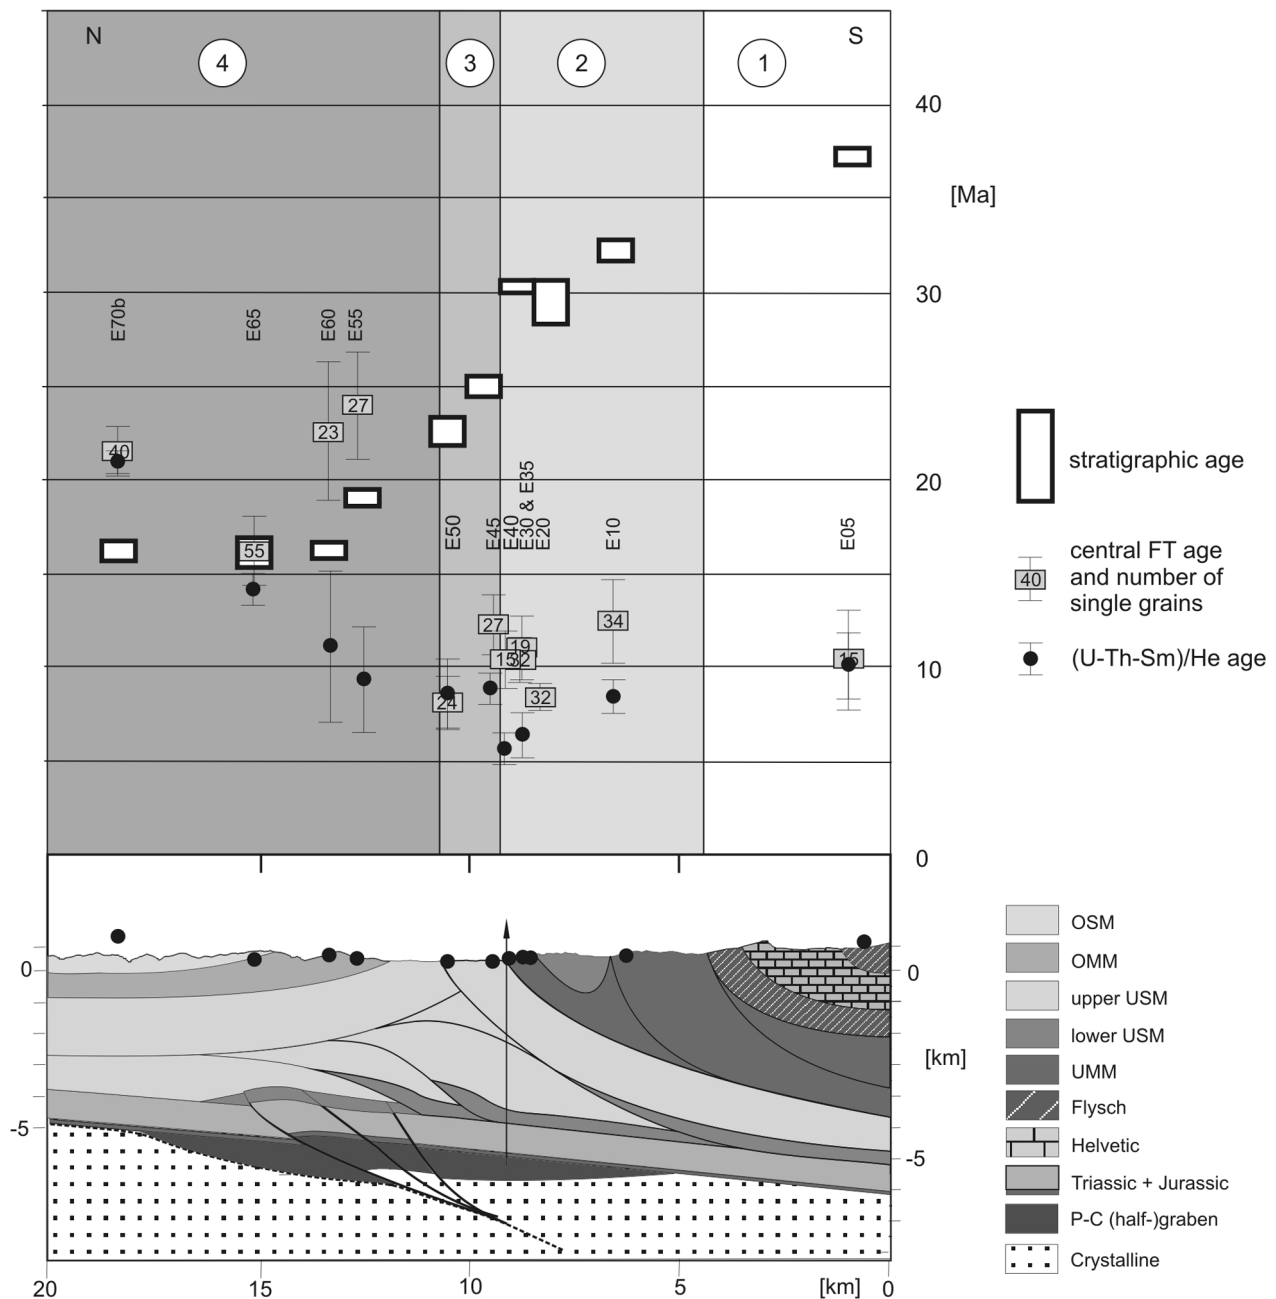 N
4
3
2
1
S
40
[Ma]
30
E70b
E65
E60
E55
27
23
40
20
E50
E45
E40
E30 & E35
E20
E10
E05
55
27
34
19
15
32
15
10
32
24
0
stratigraphic age
40
central FT age
and number of
single grains
(U-Th-Sm)/He age
0
0
[km]
-5
-5
20
15
10
5
[km]
0
OSM
OMM
upper USM
lower USM
UMM
Flysch
Helvetic
Triassic + Jurassic
P-C (half-)graben
Crystalline